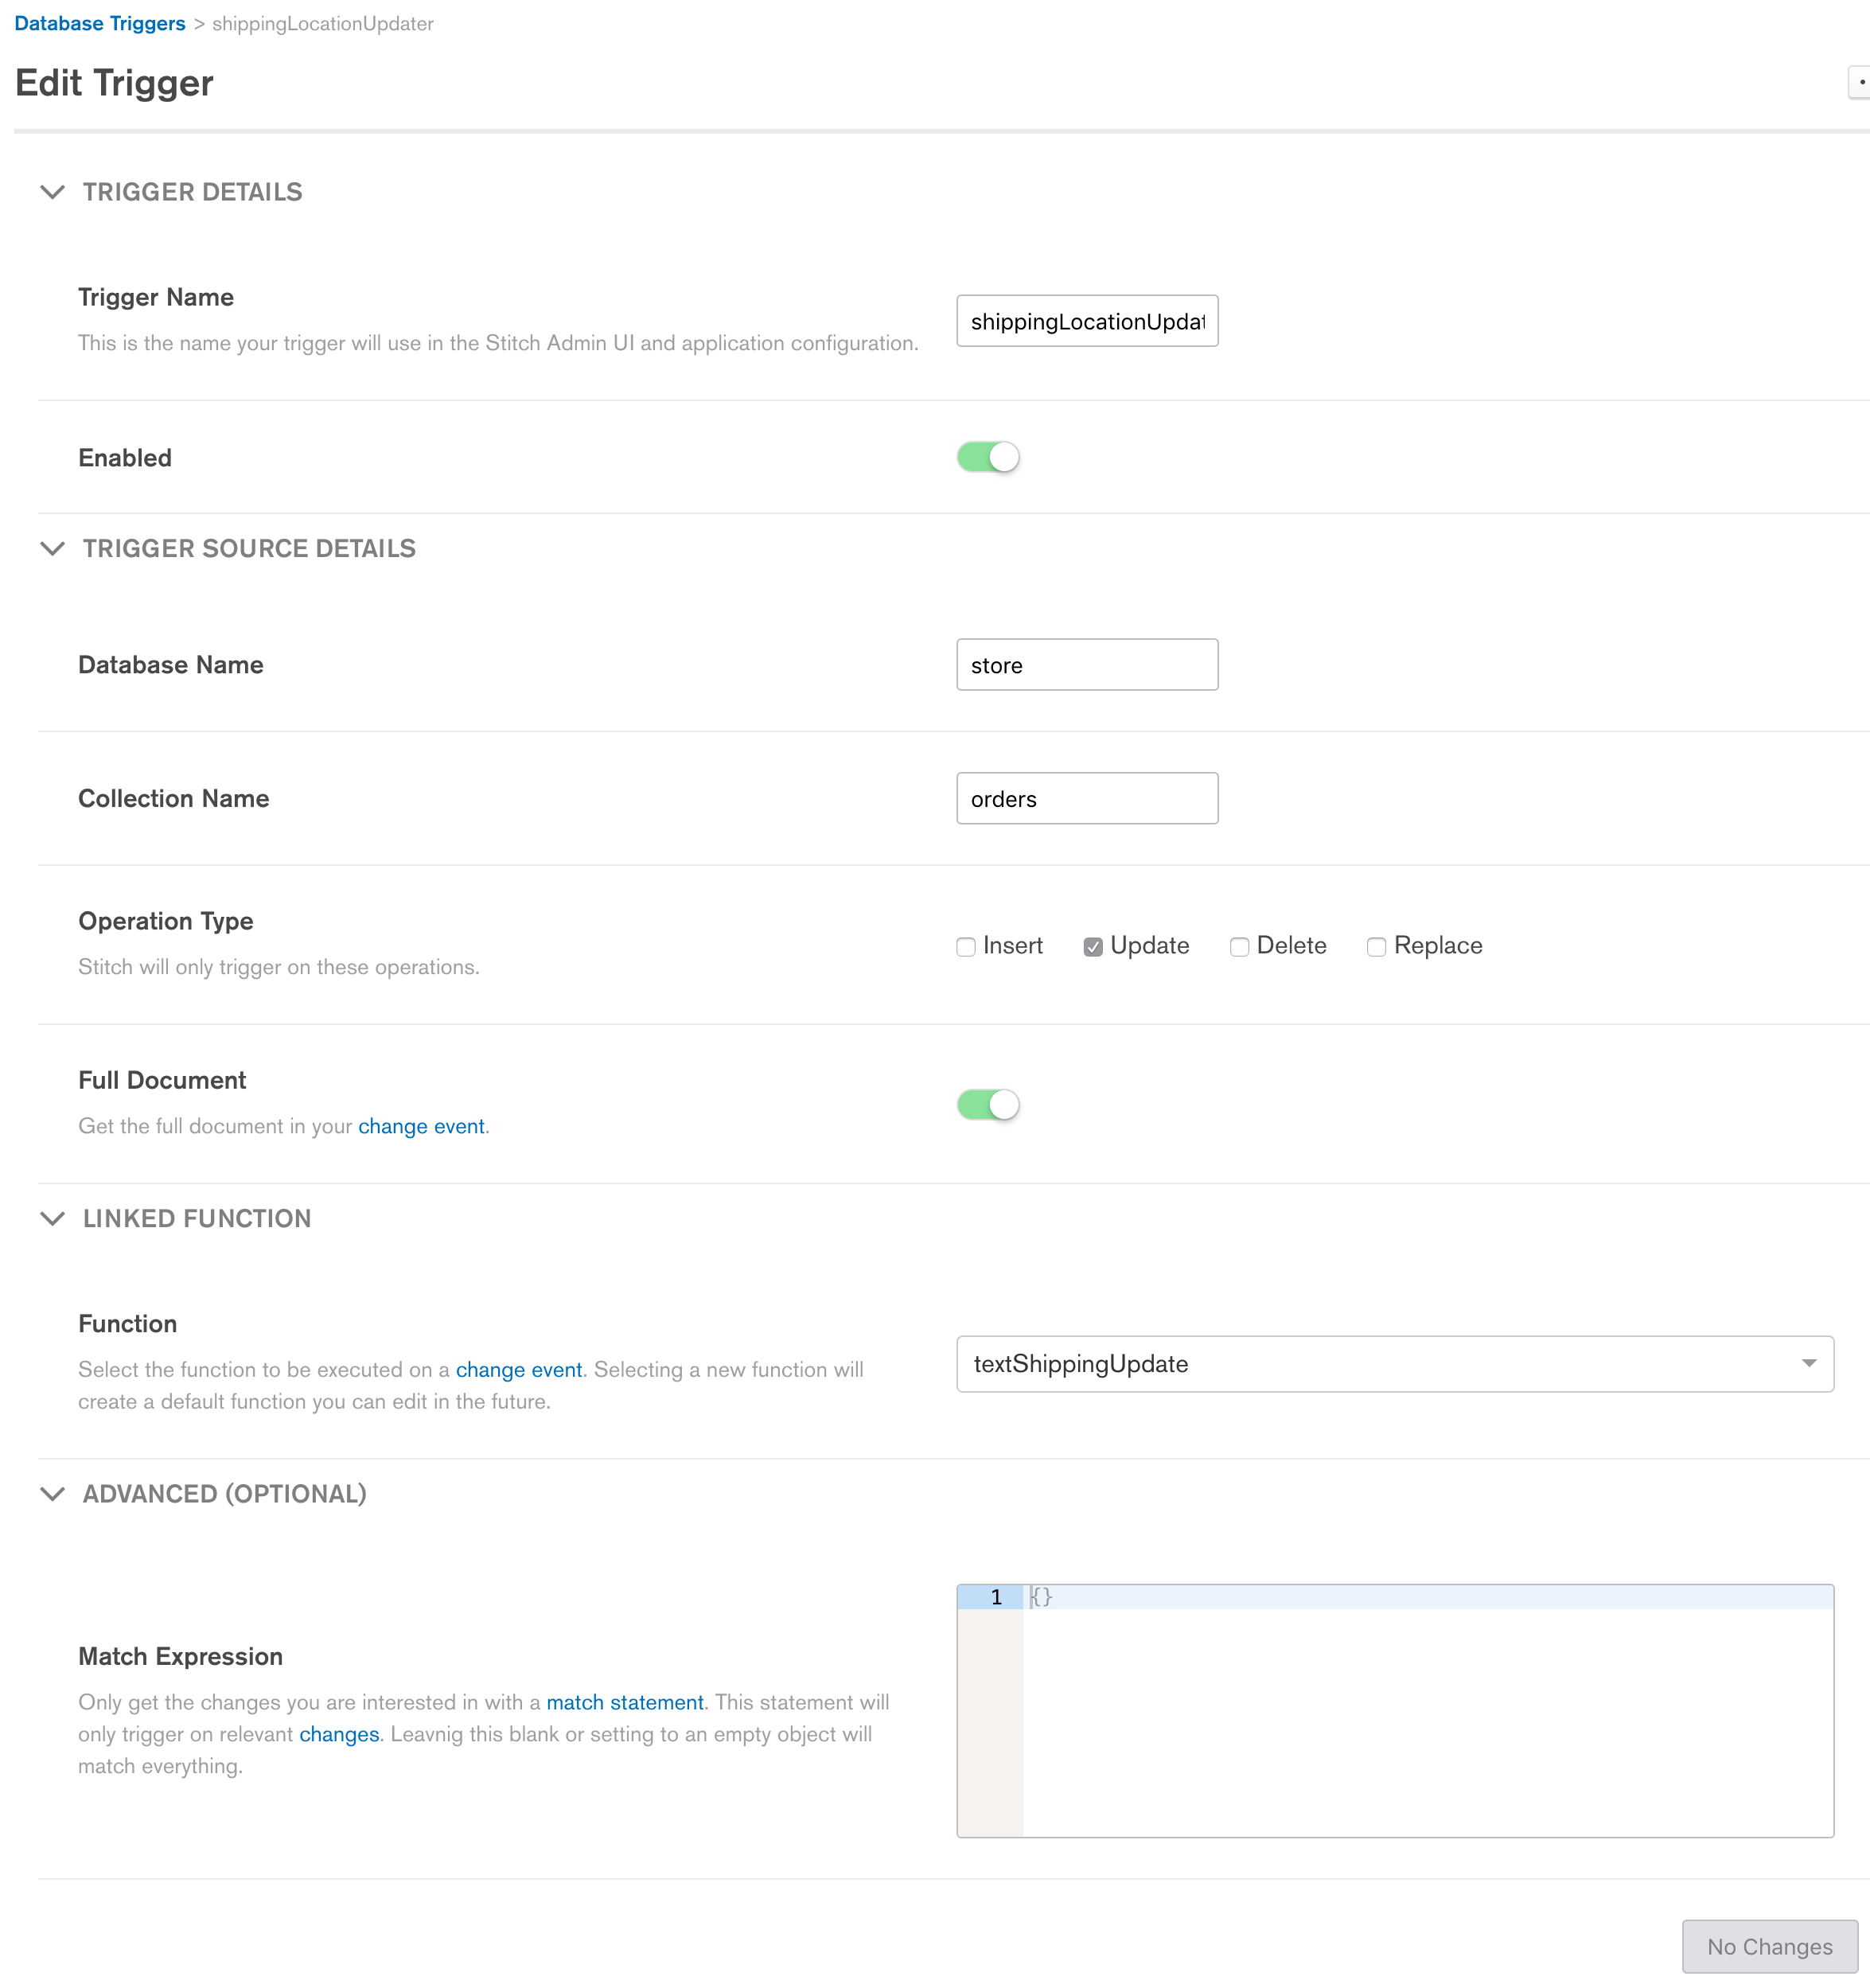 Database Triggers > shippingLocationUpdater
Edit Trigger
TRIGGER DETAILS
Trigger Name
This is the name your trigger will use in the Stitch Admin UI and application configuration.
shippingLocationUpdat
Enabled
TRIGGER SOURCE DETAILS
Database Name
store
Collection Name
orders
Operation Type
Stitch will only trigger on these operations.
Insert Update Delete Replace
Full Document
Get the full document in your change event.
LINKED FUNCTION
Function
Select the function to be executed on a change event. Selecting a new function will
create a default function you can edit in the future.
textShippingUpdate
ADVANCED (OPTIONAL)
Match Expression
Only get the changes you are interested in with a match statement. This statement will
only trigger on relevant changes. Leavnig this blank or setting to an empty object will
match everything.
1 {}
No Changes